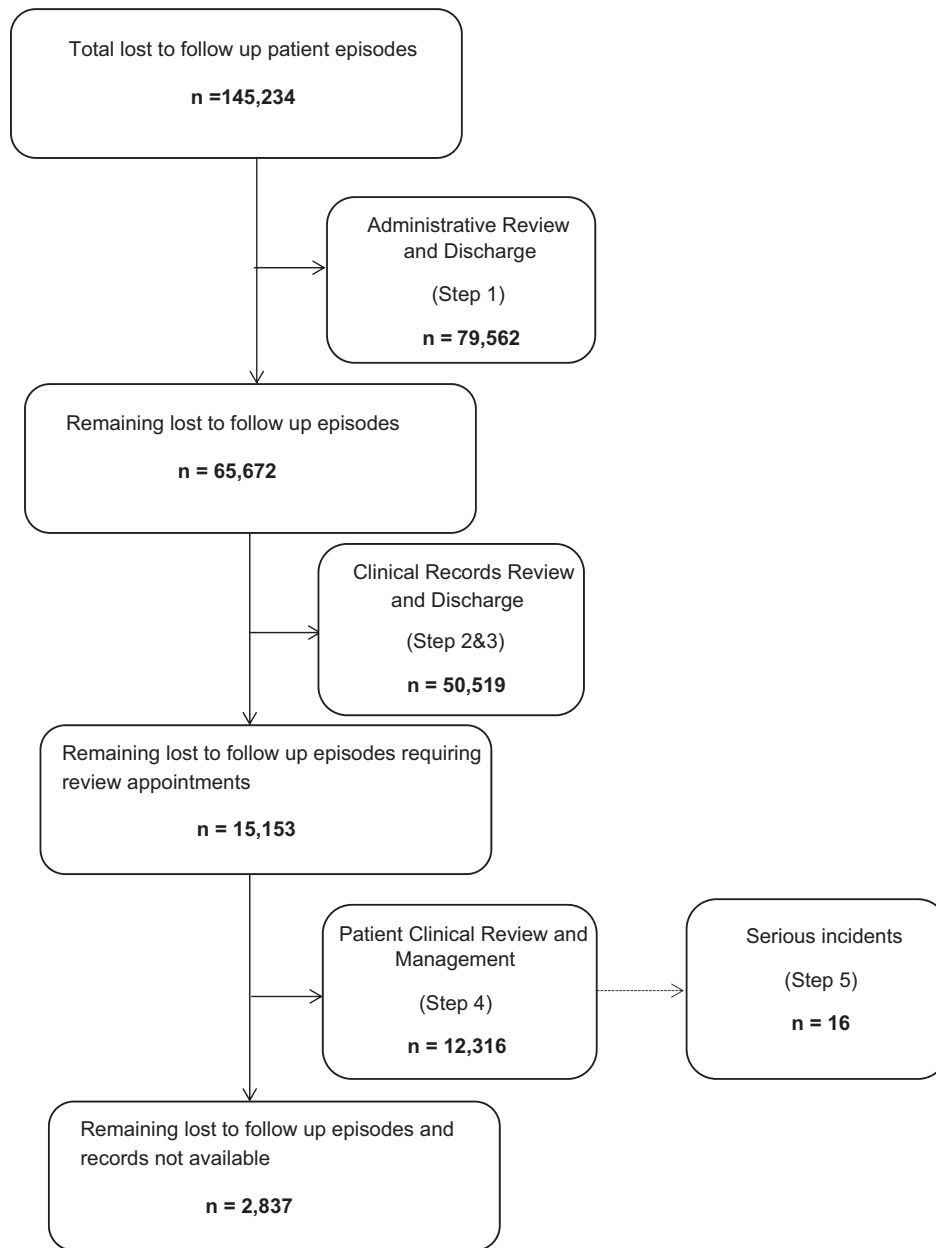 Total lost to follow up patient episodes
n =145,234
Administrative Review
and Discharge
(Step 1)
n = 79,562
Remaining lost to follow up episodes
n = 65,672
Clinical Records Review
and Discharge
(Step 2&3)
n = 50,519
Remaining lost to follow up episodes requiring
review appointments
n = 15,153
Patient Clinical Review and
Management
(Step 4)
n = 12,316
Serious incidents
(Step 5)
n = 16
Remaining lost to follow up episodes and
records not available
n = 2,837